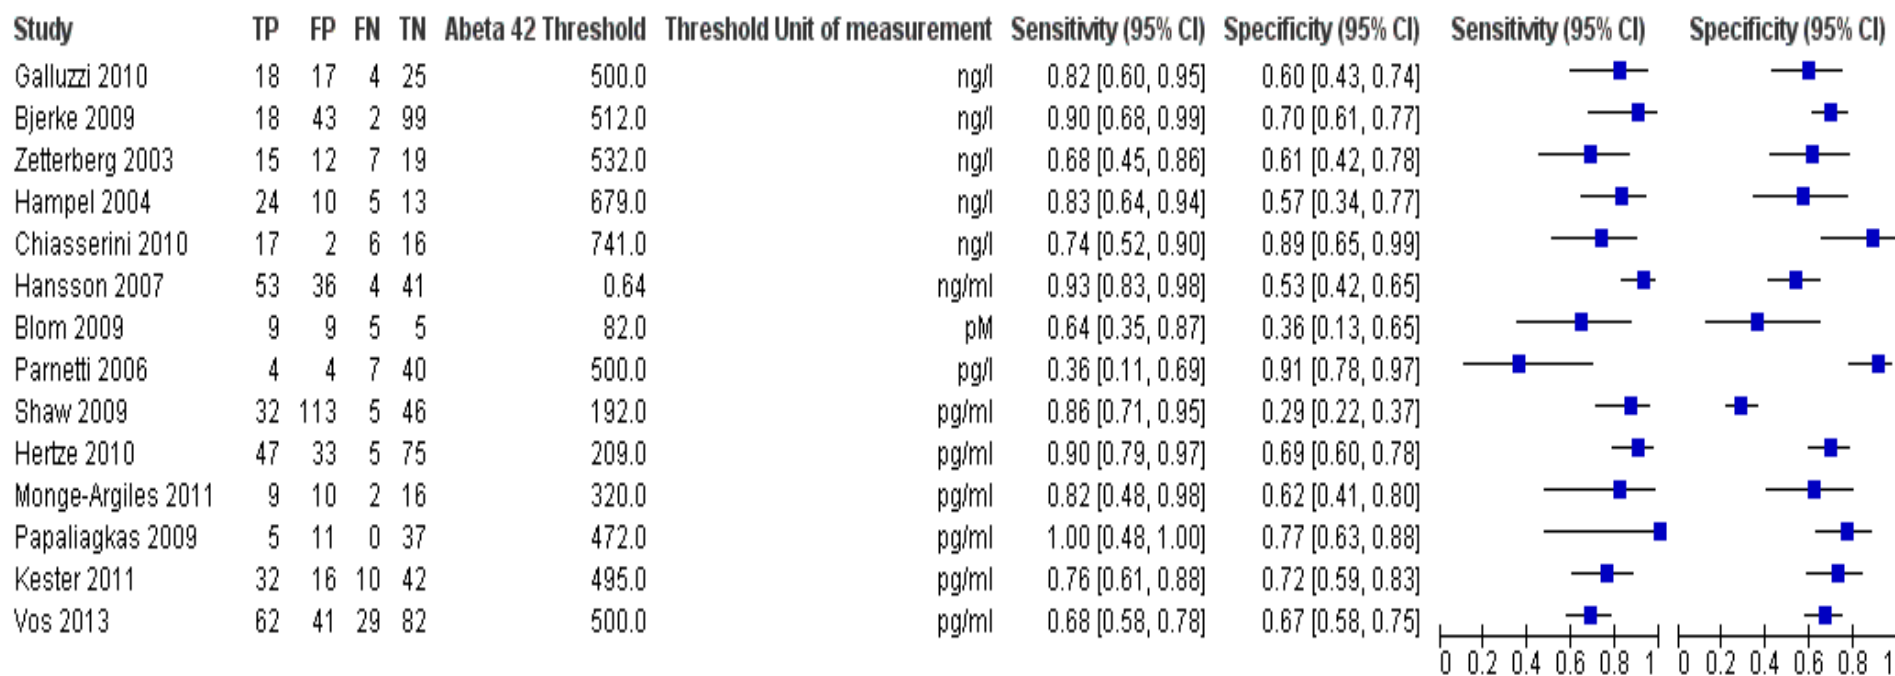 Study TP FP FN TN Abeta 42 Threshold Threshold Unit of measurement Sensitivity (95% CI) Specificity (95% CI) Sensitivity (95% CI) Specificity (95% CI)
Galluzzi 2010 18 17 4 25 500.0 ng/l 0.82 [0.60, 0.95] 0.60 [0.43, 0.74]
Bjerke 2009 18 43 2 99 512.0 ng/l 0.90 [0.68, 0.99] 0.70 [0.61, 0.77]
Zetterberg 2003 15 12 7 19 532.0 ng/l 0.68 [0.45, 0.86] 0.61 [0.42, 0.78]
Hampel 2004 24 10 5 13 679.0 ng/l 0.83 [0.64, 0.94] 0.57 [0.34, 0.77]
Chiasserini 2010 17 2 6 16 741.0 ng/l 0.74 [0.52, 0.90] 0.89 [0.65, 0.99]
Hansson 2007 53 36 4 41 0.64 ng/ml 0.93 [0.83, 0.98] 0.53 [0.42, 0.65]
Blom 2009 9 9 5 5 82.0 pM 0.64 [0.35, 0.87] 0.36 [0.13, 0.65]
Parnetti 2006 4 4 7 40 500.0 pg/l 0.36 [0.11, 0.69] 0.91 [0.78, 0.97]
Shaw 2009 32 113 5 46 192.0 pg/ml 0.86 [0.71, 0.95] 0.29 [0.22, 0.37]
Hertze 2010 47 33 5 75 209.0 pg/ml 0.90 [0.79, 0.97] 0.69 [0.60, 0.78]
Monge-Argiles 2011 9 10 2 16 320.0 pg/ml 0.82 [0.48, 0.98] 0.62 [0.41, 0.80]
Papaliagkas 2009 5 11 0 37 472.0 pg/ml 1.00 [0.48, 1.00] 0.77 [0.63, 0.88]
Kester 2011 32 16 10 42 495.0 pg/ml 0.76 [0.61, 0.88] 0.72 [0.59, 0.83]
Vos 2013 62 41 29 82 500.0 pg/ml 0.68 [0.58, 0.78] 0.67 [0.58, 0.75]
0 0.2 0.4 0.6 0.8 1 0 0.2 0.4 0.6 0.8 1